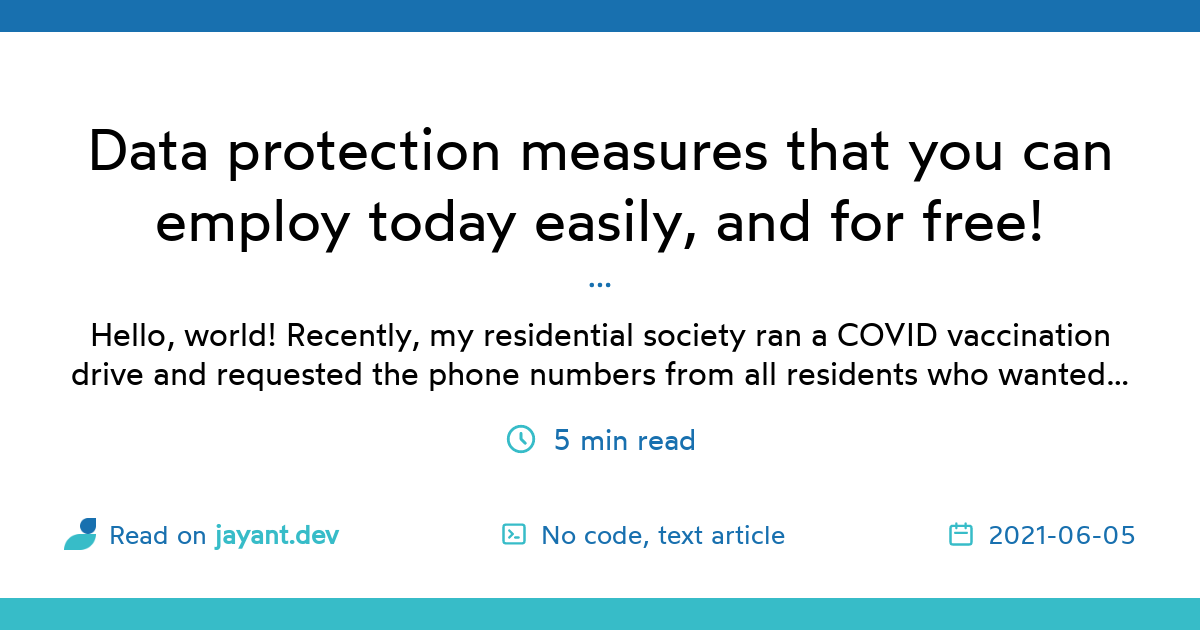 Data protection measures that you can
employ today easily, and for free!
...
Hello, world! Recently, my residential society ran a COVID vaccination
drive and requested the phone numbers from all residents who wanted...
5 min read
Read on jayant.dev
No code, text article
2021-06-05